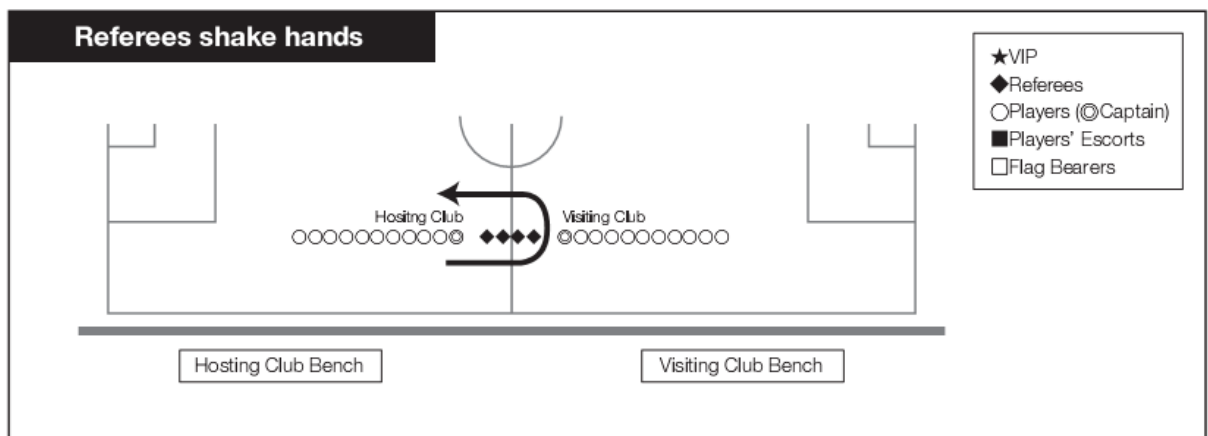 Referees shake hands
★VIP
◆Referees
○Players (◎Captain)
■Players' Escorts
□Flag Bearers
Hositng Club
Visiting Club
Hosting Club Bench
Visiting Club Bench